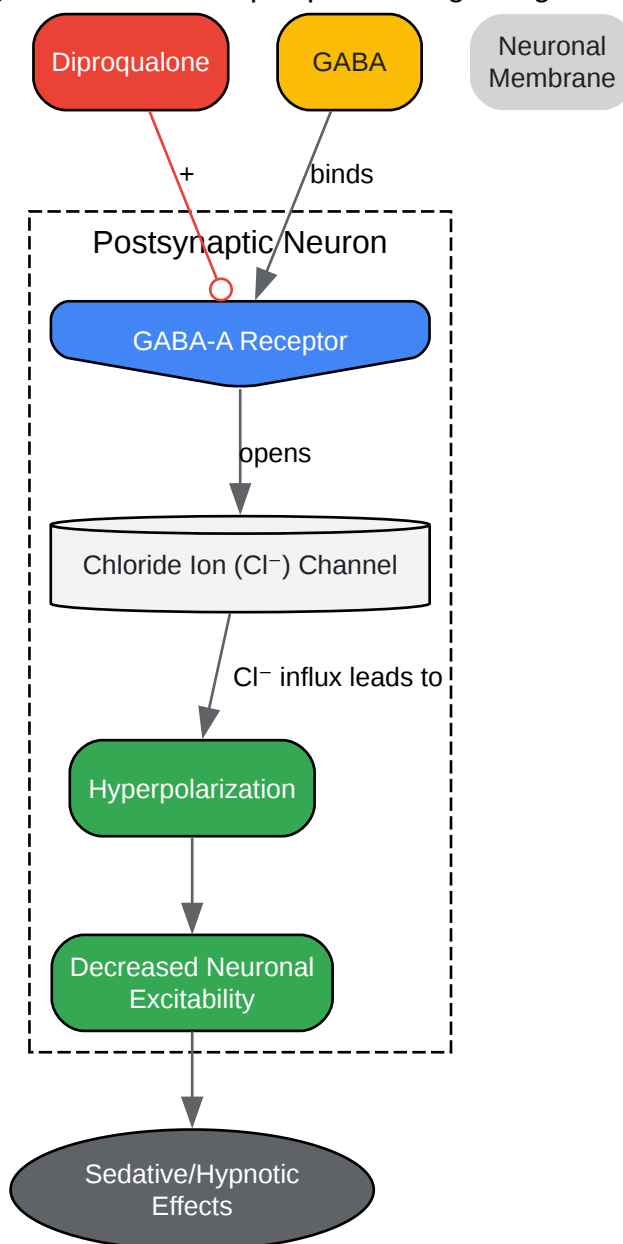 Diproqualone
GABA
Neuronal
Membrane
+
binds
Postsynaptic Neuron
GABA-A Receptor
opens
Chloride Ion (Cl⁻) Channel
Cl⁻ influx leads to
Hyperpolarization
Decreased Neuronal
Excitability
Sedative/Hypnotic
Effects